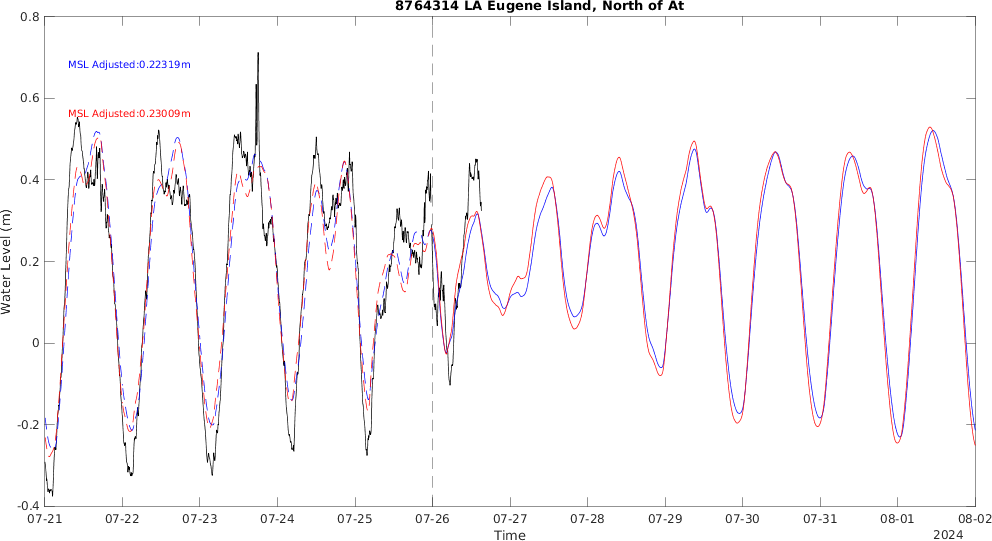 8764314 LA Eugene Island, North of At
MSL Adjusted:0.22319m
MSL Adjusted:0.23009m
Water Level (m)
0.8
0.6
0.4
0.2
0
-0.2
-0.4
07-21 07-22 07-23 07-24 07-25 07-26 07-27 07-28 07-29 07-30 07-31 08-01 08-02
Time
2024